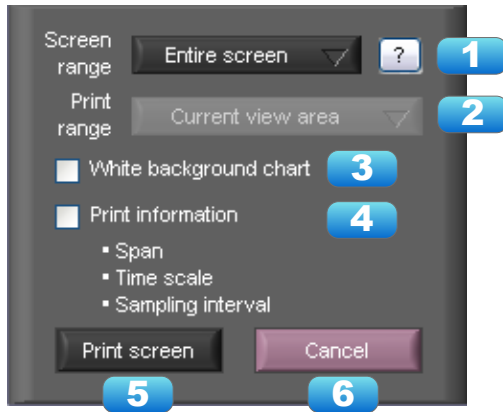 Screen range
Entire screen
?
1
Print range
Current view area
2
White background chart
3
Print information
4
▪ Span
▪ Time scale
▪ Sampling interval
Print screen
Cancel
5
6